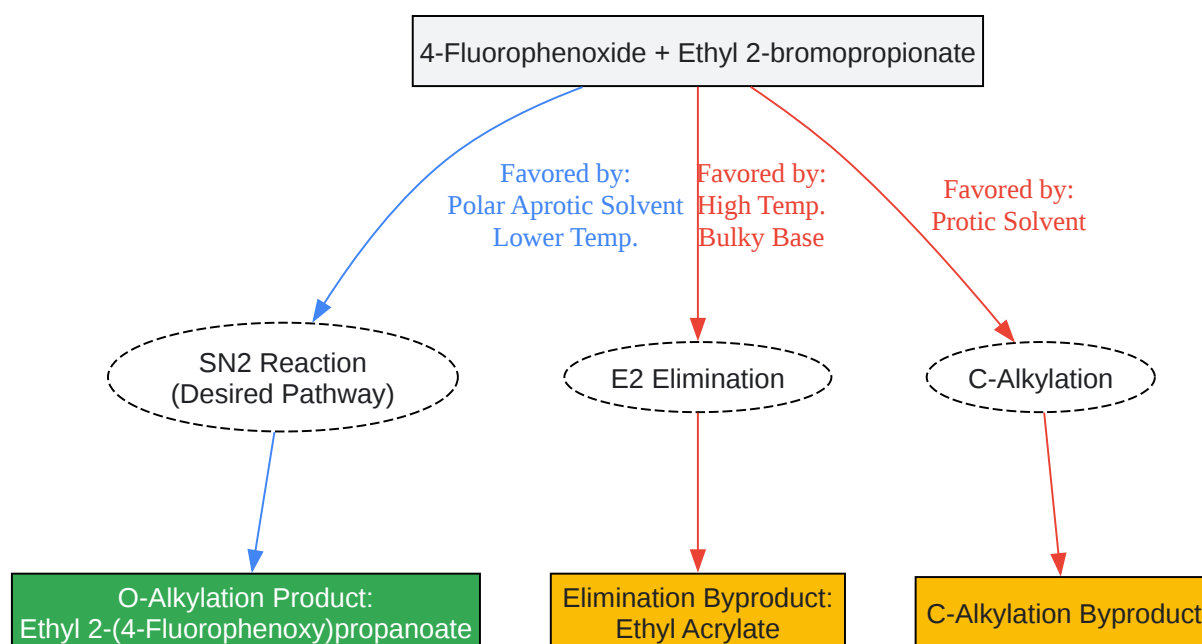 4-Fluorophenoxide + Ethyl 2-bromopropionate
Favored by:
Polar Aprotic Solvent
Lower Temp.
Favored by:
High Temp.
Bulky Base
Favored by:
Protic Solvent
SN2 Reaction
(Desired Pathway)
E2 Elimination
C-Alkylation
O-Alkylation Product:
Ethyl 2-(4-Fluorophenoxy)propanoate
Elimination Byproduct:
Ethyl Acrylate
C-Alkylation Byproduct